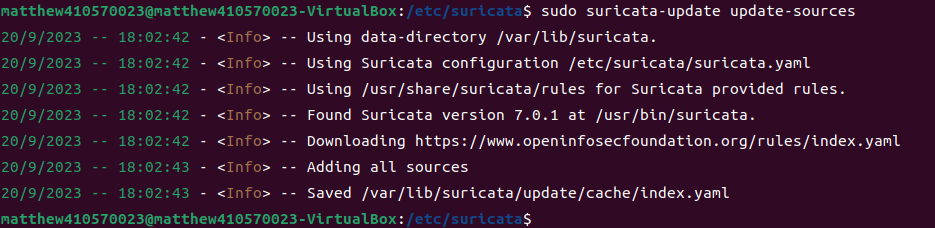 matthew410570023@matthew410570023-VirtualBox:/etc/suricata$ sudo suricata-update update-sources
20/9/2023 -- 18:02:42 - <Info> -- Using data-directory /var/lib/suricata.
20/9/2023 -- 18:02:42 - <Info> -- Using Suricata configuration /etc/suricata/suricata.yaml
20/9/2023 -- 18:02:42 - <Info> -- Using /usr/share/suricata/rules for Suricata provided rules.
20/9/2023 -- 18:02:42 - <Info> -- Found Suricata version 7.0.1 at /usr/bin/suricata.
20/9/2023 -- 18:02:42 - <Info> -- Downloading https://www.openinfosecfoundation.org/rules/index.yaml
20/9/2023 -- 18:02:43 - <Info> -- Adding all sources
20/9/2023 -- 18:02:43 - <Info> -- Saved /var/lib/suricata/update/cache/index.yaml
matthew410570023@matthew410570023-VirtualBox:/etc/suricata$